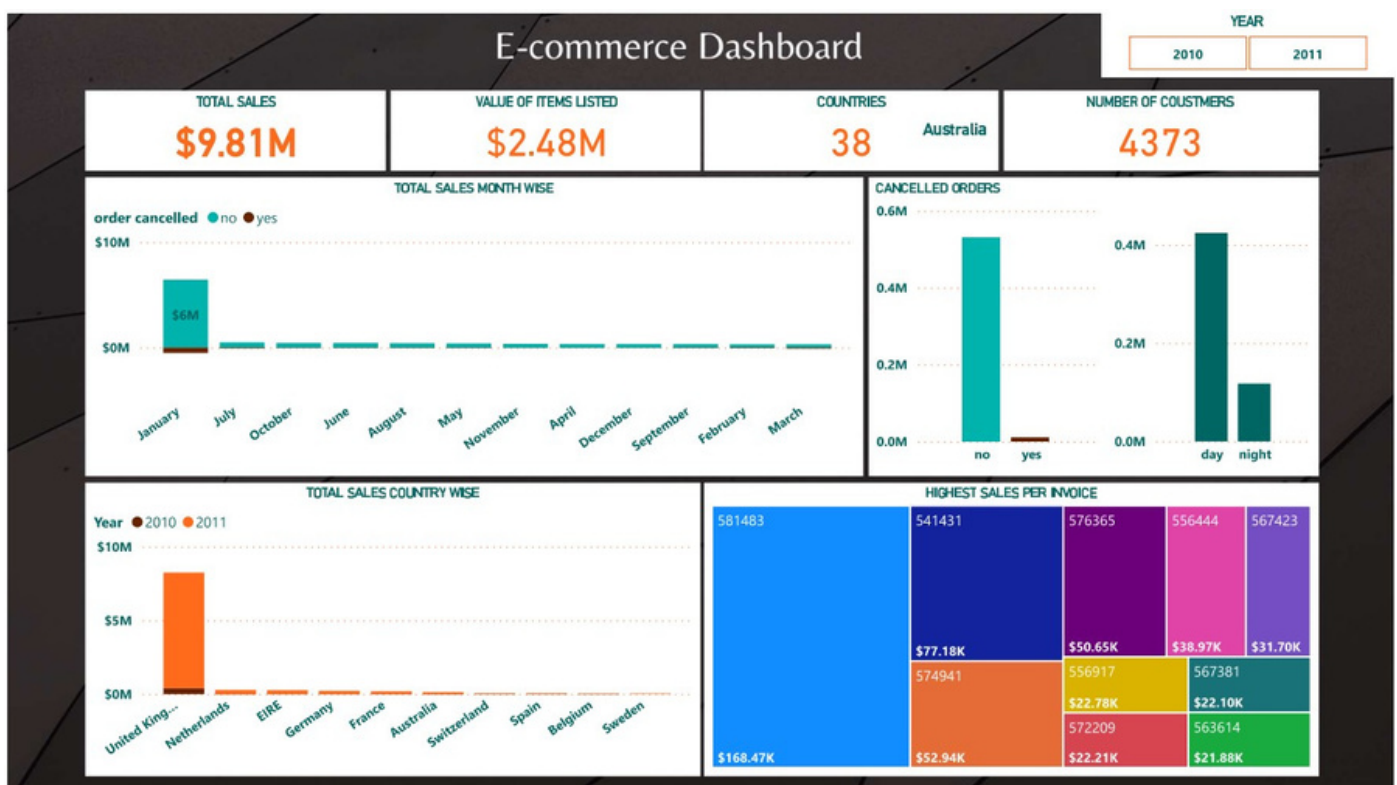 E-commerce Dashboard
YEAR
2010 2011
TOTAL SALES
$9.81M
VALUE OF ITEMS LISTED
$2.48M
COUNTRIES
38
Australia
NUMBER OF COUSTMERS
4373
TOTAL SALES MONTH WISE
order cancelled no yes
$10M
$6M
$0M
January July October June August May November April December September February March
CANCELLED ORDERS
0.6M
0.4M
0.2M
0.0M
no yes
0.4M
0.2M
0.0M
day night
TOTAL SALES COUNTRY WISE
Year 2010 2011
$10M
$5M
$0M
United King... Netherlands EIRE Germany France Australia Switzerland Spain Belgium Sweden
HIGHEST SALES PER INVOICE
581483
$168.47K
541431
$77.18K
574941
$52.94K
576365
$50.65K
556444
$38.97K
567423
$31.70K
556917
$22.78K
567381
$22.10K
572209
$22.21K
563614
$21.88K